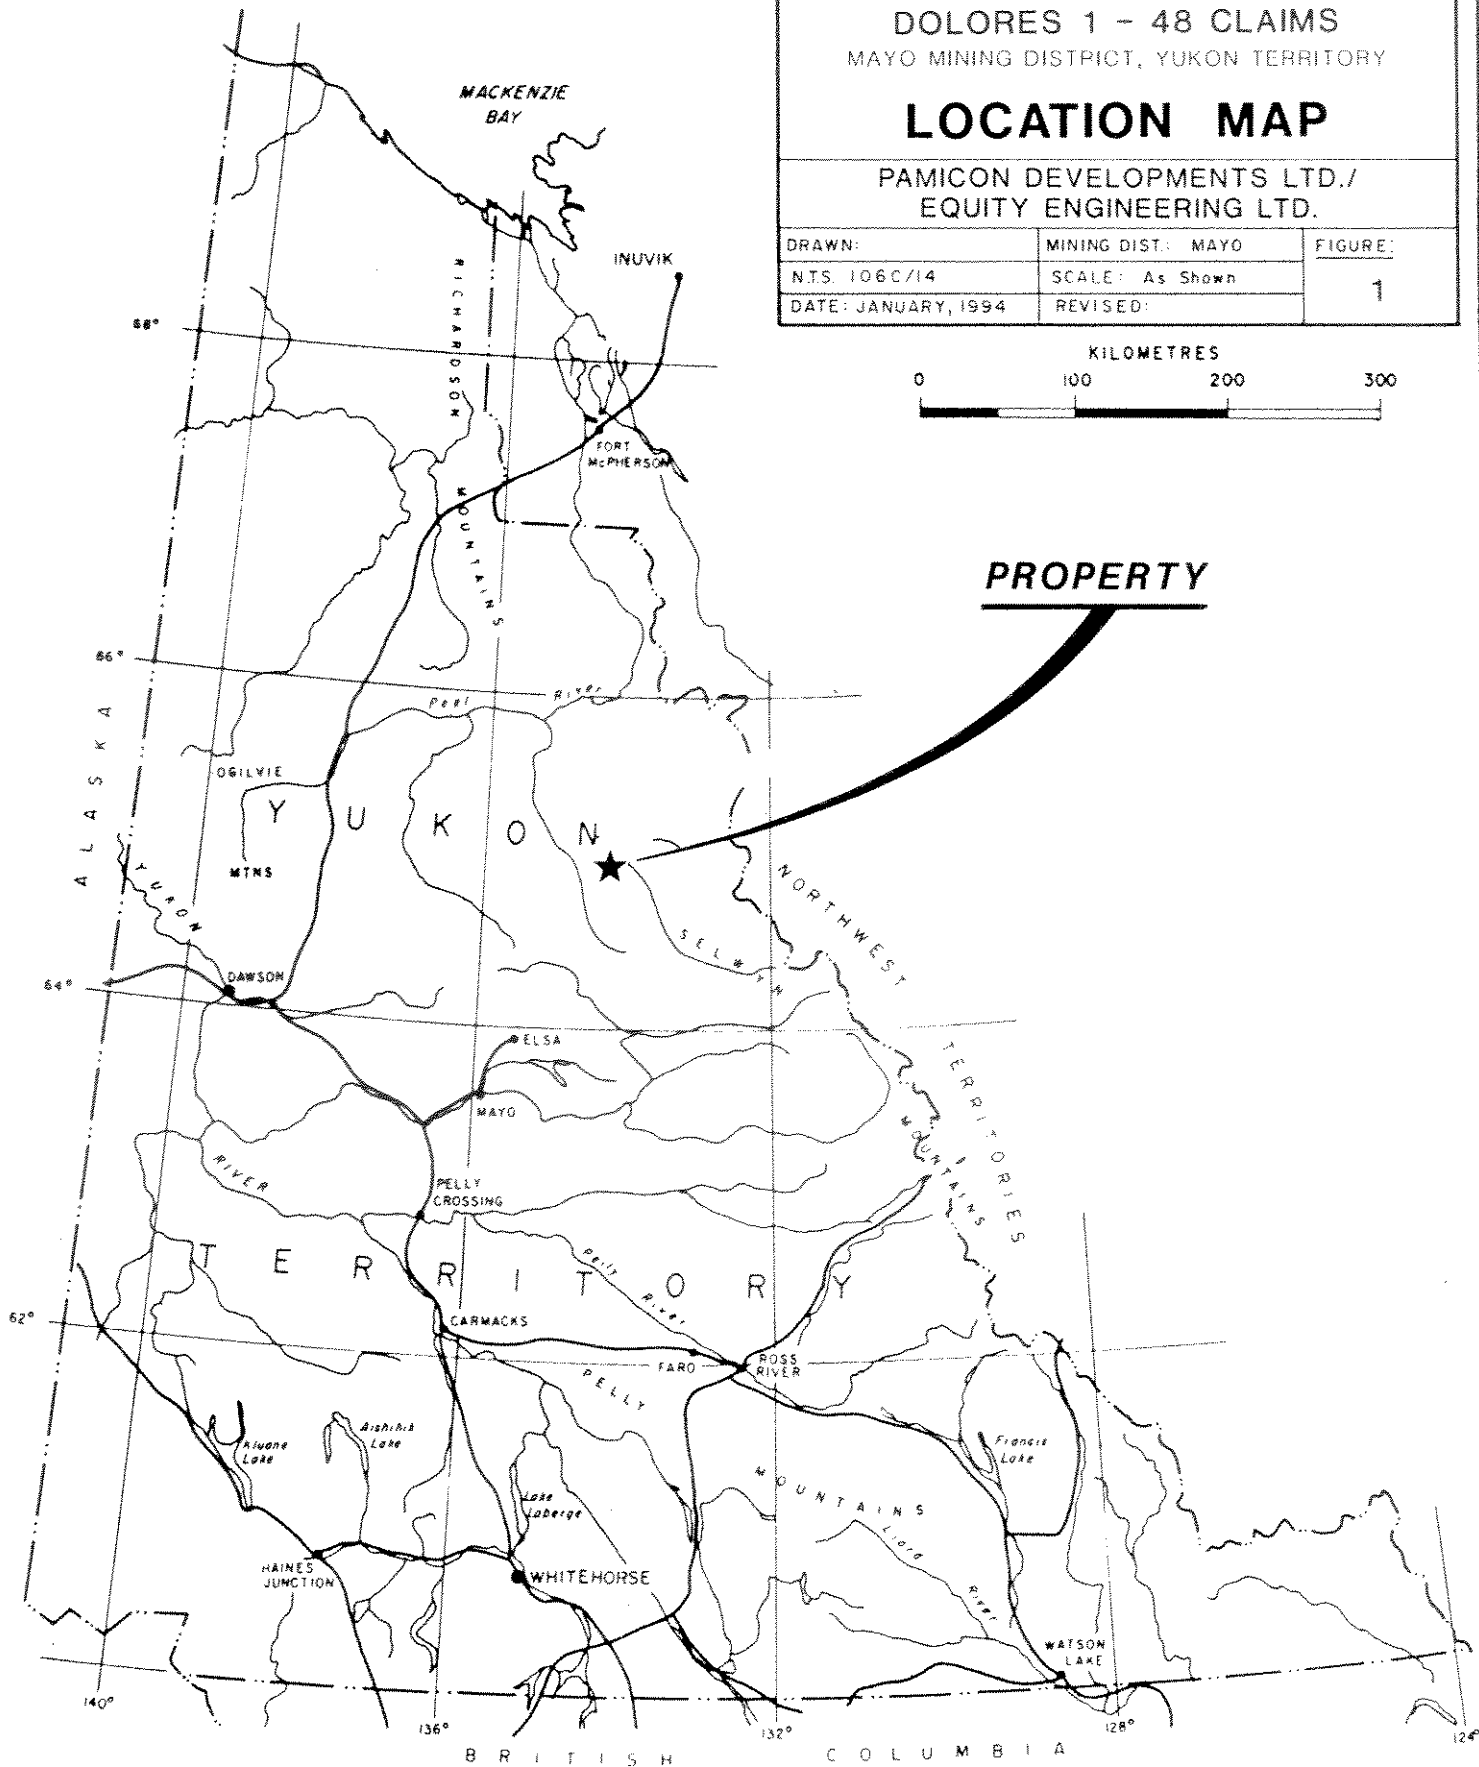 DOLORES 1 - 48 CLAIMS
MAYO MINING DISTRICT, YUKON TERRITORY
LOCATION MAP
PAMICON DEVELOPMENTS LTD./
EQUITY ENGINEERING LTD.
DRAWN:
MINING DIST.: MAYO
FIGURE:
N.T.S. 106C/14
SCALE: As Shown
1
DATE: JANUARY, 1994
REVISED:
KILOMETRES
0 100 200 300
MACKENZIE
BAY
INUVIK
RICHARDSON
MOUNTAINS
68°
FORT
McPHERSON
PROPERTY
66°
Peel River
ALASKA
OGILVIE
MTNS
YUKON
YUKON
NORTHWEST
TERRITORIES
SELWYN
MOUNTAINS
DAWSON
64°
ELSA
MAYO
RIVER
PELLY
CROSSING
TERRITORY
Pelly
River
62°
CARMACKS
FARO
ROSS
RIVER
PELLY
MOUNTAINS
Kluane
Lake
Aishihik
Lake
Francis
Lake
Lake
Laberge
Liard
River
HAINES
JUNCTION
WHITEHORSE
WATSON
LAKE
140°
136°
132°
128°
124°
BRITISH COLUMBIA